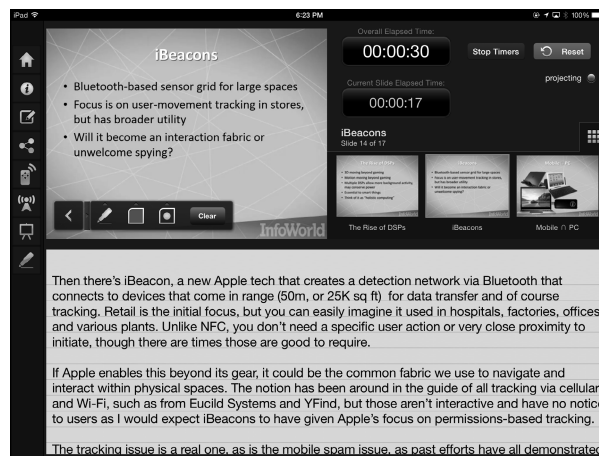 iPad
6:23 PM
100%
iBeacons
• Bluetooth-based sensor grid for large spaces
• Focus is on user-movement tracking in stores,
but has broader utility
• Will it become an interaction fabric or
unwelcome spying?
Clear
InfoWorld
Overall Elapsed Time:
00:00:30
Stop Timers
Reset
Current Slide Elapsed Time:
00:00:17
projecting
iBeacons
Slide 14 of 17
The Rise of DSPs
iBeacons
Mobile ∩ PC
The Rise of DSPs
iBeacons
Mobile ∩ PC
Then there's iBeacon, a new Apple tech that creates a detection network via Bluetooth that
connects to devices that come in range (50m, or 25K sq ft) for data transfer and of course
tracking. Retail is the initial focus, but you can easily imagine it used in hospitals, factories, offices
and various plants. Unlike NFC, you don't need a specific user action or very close proximity to
initiate, though there are times those are good to require.
If Apple enables this beyond its gear, it could be the common fabric we use to navigate and
interact within physical spaces. The notion has been around in the guide of all tracking via cellular
and Wi-Fi, such as from Eucild Systems and YFind, but those aren't interactive and have no notice
to users as I would expect iBeacons to have given Apple's focus on permissions-based tracking.
The tracking issue is a real one, as is the mobile spam issue, as past efforts have all demonstrated